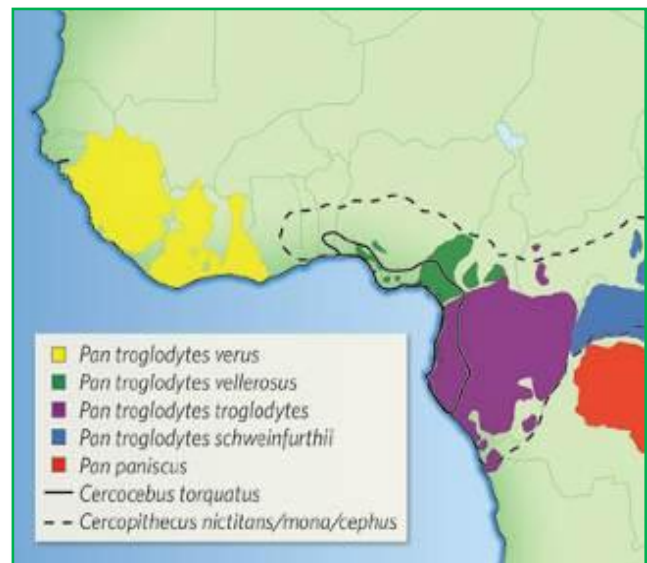 Pan troglodytes verus
Pan troglodytes vellerosus
Pan troglodytes troglodytes
Pan troglodytes schweinfurthii
Pan paniscus
Cercocebus torquatus
Cercopithecus nictitans/mona/cephus